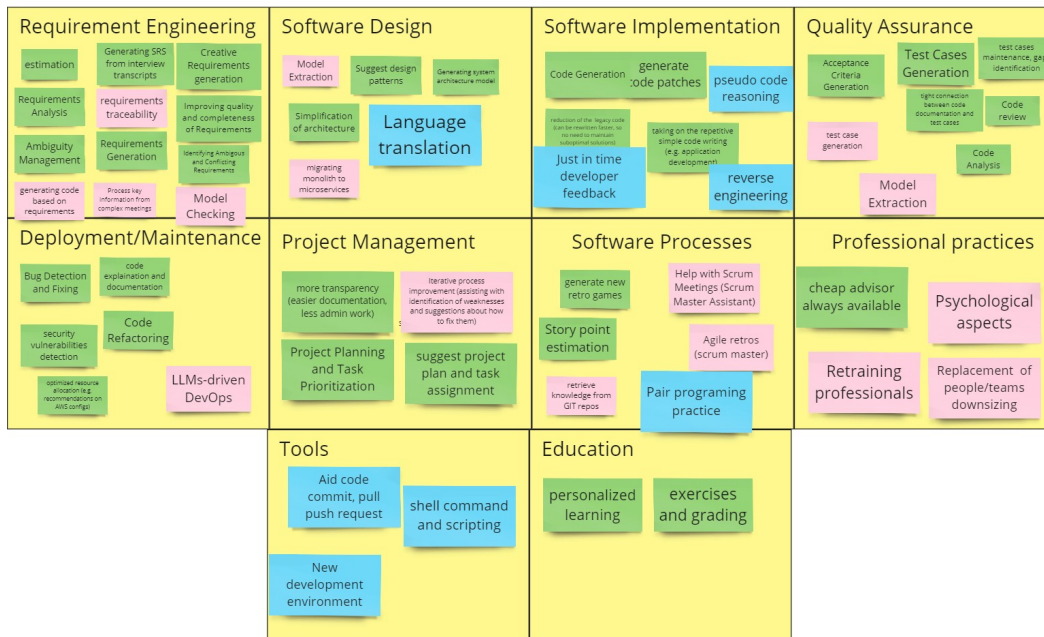 Requirement Engineering
estimation
Generating SRS
from interview
transcripts
Creative
Requirements
generation
Requirements
Analysis
requirements
traceability
Improving quality
and completeness
of Requirements
Ambiguity
Management
Requirements
Generation
Identifying Ambigous
and Conflicting
Requirements
generating code
based on
requirements
Process key
information from
complex meetings
Model
Checking
Software Design
Model
Extraction
Suggest design
patterns
Generating system
architecture model
Simplification
of architecture
Language
translation
migrating
monolith to
microservices
Software Implementation
Code Generation
generate
code patches
pseudo code
reasoning
reduction of the legacy code
(can be rewritten faster, so
no need to maintain
suboptimal solutions)
taking on the repetitive
simple code writing
(e.g. application
development)
Just in time
developer
feedback
reverse
engineering
Quality Assurance
Acceptance
Criteria
Generation
Test Cases
Generation
test cases
maintenance, gap
identification
tight connection
between code
documentation and
test cases
Code
review
test case
generation
Code
Analysis
Model
Extraction
Deployment/Maintenance
Bug Detection
and Fixing
code
explaination and
documentation
security
vulnerabilities
detection
Code
Refactoring
optimized resource
allocation (e.g.
recommendations on
AWS configs)
LLMs-driven
DevOps
Project Management
more transparency
(easier documentation,
less admin work)
Iterative process
improvement (assisting with
identification of weaknesses
and suggestions about how
to fix them)
Project Planning
and Task
Prioritization
suggest project
plan and task
assignment
Software Processes
generate new
retro games
Help with Scrum
Meetings (Scrum
Master Assistant)
Story point
estimation
Agile retros
(scrum master)
retrieve
knowledge from
GIT repos
Pair programing
practice
Professional practices
cheap advisor
always available
Psychological
aspects
Retraining
professionals
Replacement of
people/teams
downsizing
Tools
Aid code
commit, pull
push request
shell command
and scripting
New
development
environment
Education
personalized
learning
exercises
and grading